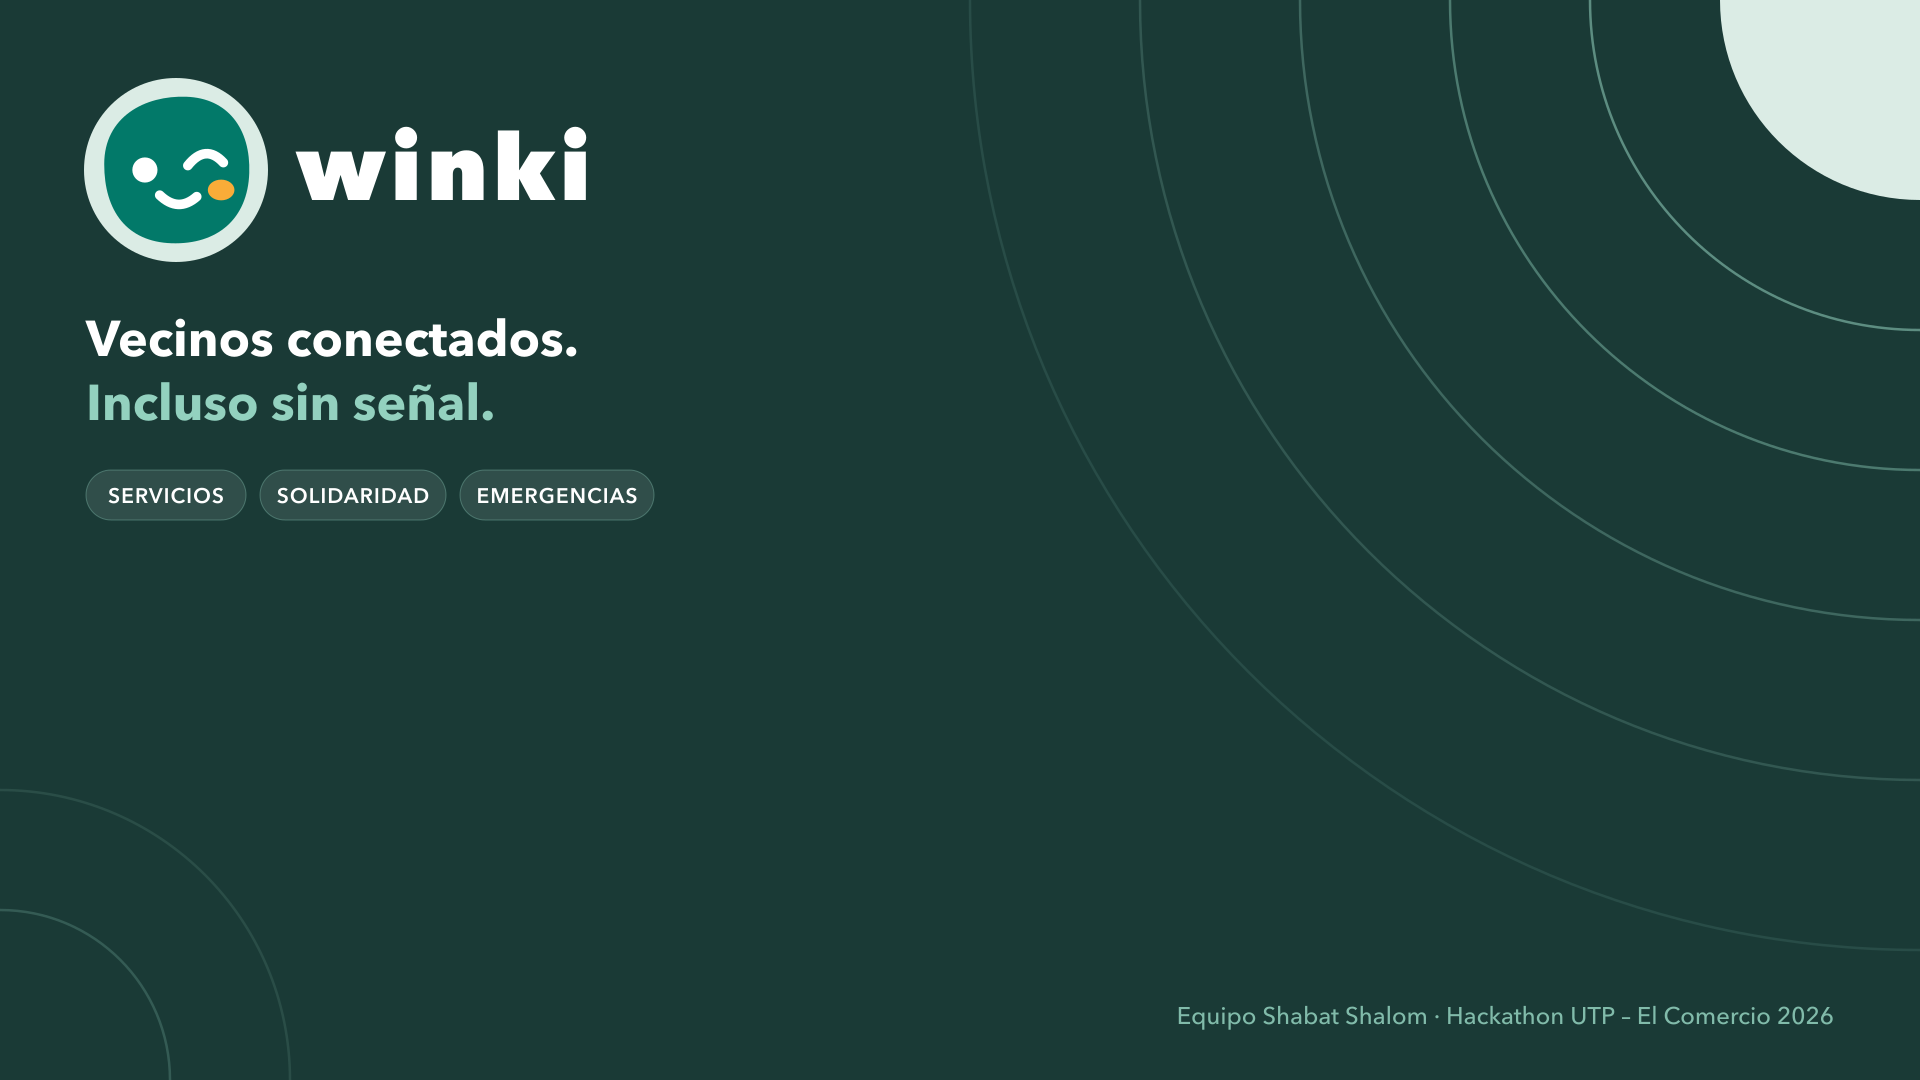 winki
Vecinos conectados.
Incluso sin señal.
SERVICIOS SOLIDARIDAD EMERGENCIAS
Equipo Shabat Shalom · Hackathon UTP – El Comercio 2026